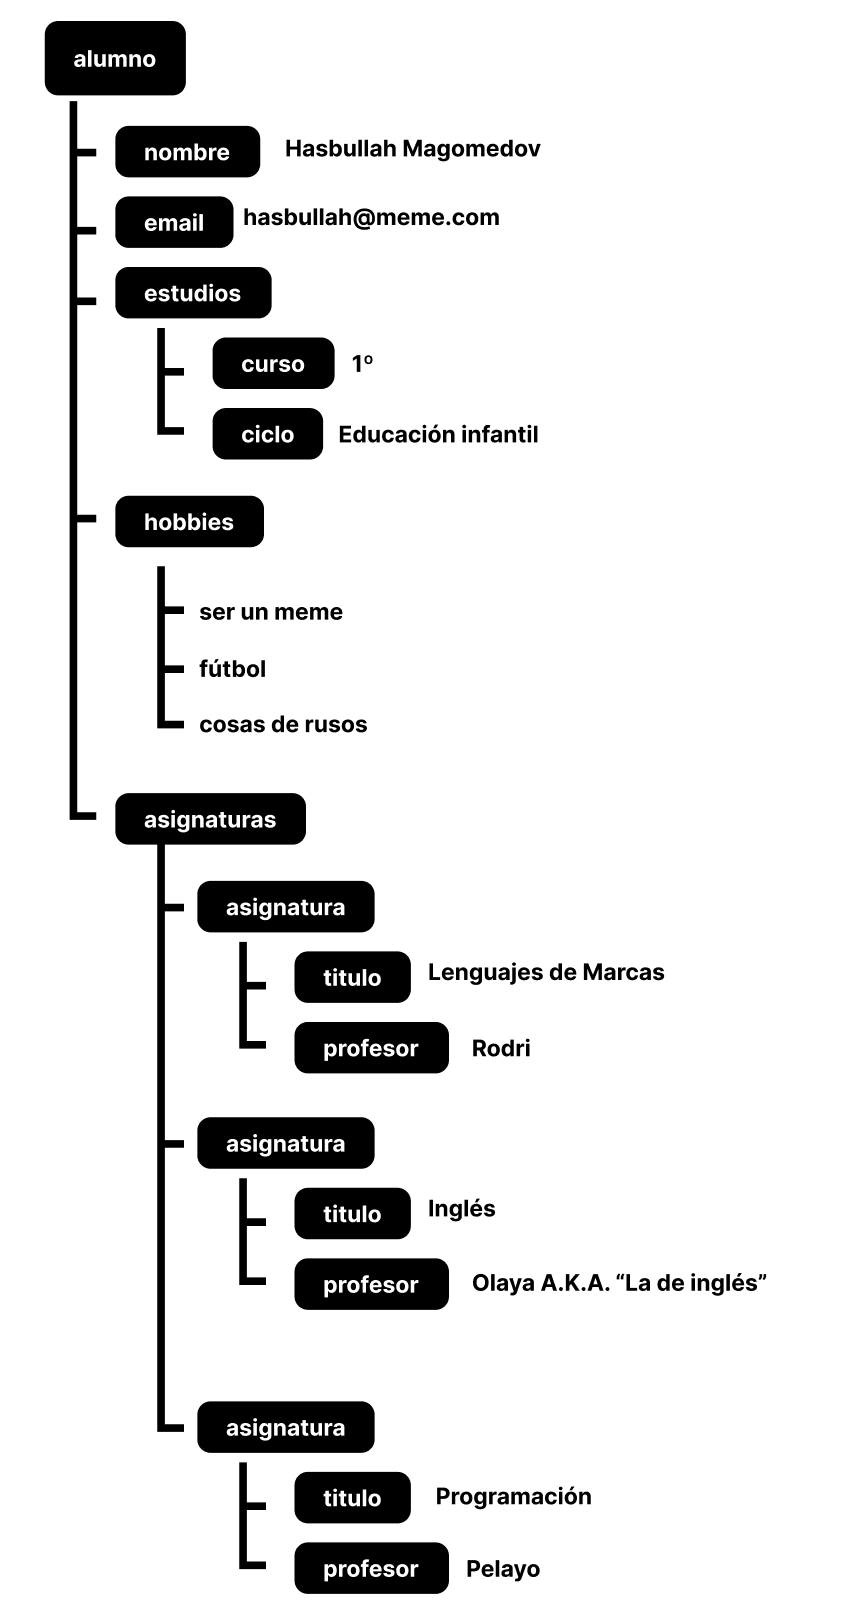 alumno
nombre Hasbullah Magomedov
email hasbullah@meme.com
estudios
curso 1º
ciclo Educación infantil
hobbies
ser un meme
fútbol
cosas de rusos
asignaturas
asignatura
titulo Lenguajes de Marcas
profesor Rodri
asignatura
titulo Inglés
profesor Olaya A.K.A. “La de inglés”
asignatura
titulo Programación
profesor Pelayo